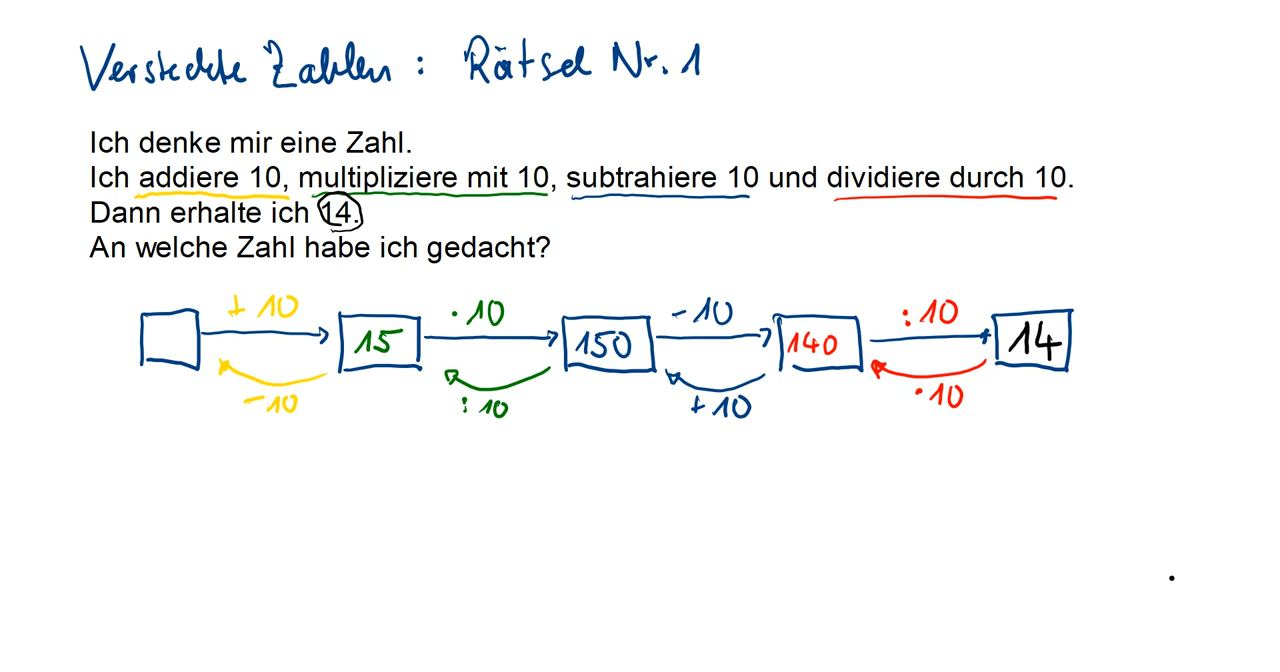 Versteckte Zahlen : Rätsel Nr. 1
Ich denke mir eine Zahl.
Ich addiere 10, multipliziere mit 10, subtrahiere 10 und dividiere durch 10.
Dann erhalte ich 14.
An welche Zahl habe ich gedacht?
+ 10 · 10 - 10 : 10
15 150 140 14
- 10 : 10 + 10 · 10